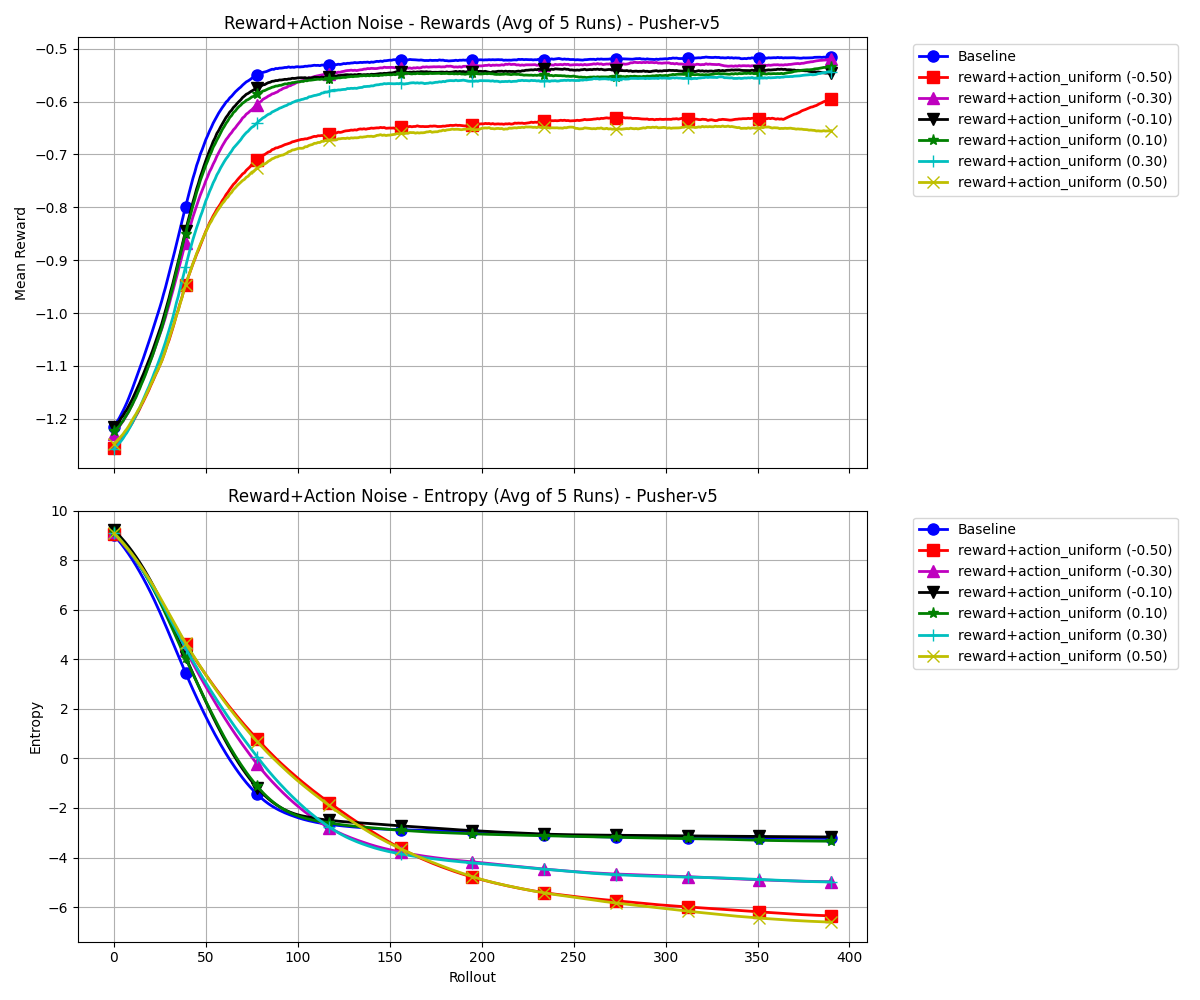 Reward+Action Noise - Rewards (Avg of 5 Runs) - Pusher-v5
−0.5
−0.6
−0.7
−0.8
−0.9
−1.0
−1.1
−1.2
Mean Reward
Baseline
reward+action_uniform (-0.50)
reward+action_uniform (-0.30)
reward+action_uniform (-0.10)
reward+action_uniform (0.10)
reward+action_uniform (0.30)
reward+action_uniform (0.50)
Reward+Action Noise - Entropy (Avg of 5 Runs) - Pusher-v5
10
8
6
4
2
0
−2
−4
−6
Entropy
0
50
100
150
200
250
300
350
400
Rollout
Baseline
reward+action_uniform (-0.50)
reward+action_uniform (-0.30)
reward+action_uniform (-0.10)
reward+action_uniform (0.10)
reward+action_uniform (0.30)
reward+action_uniform (0.50)